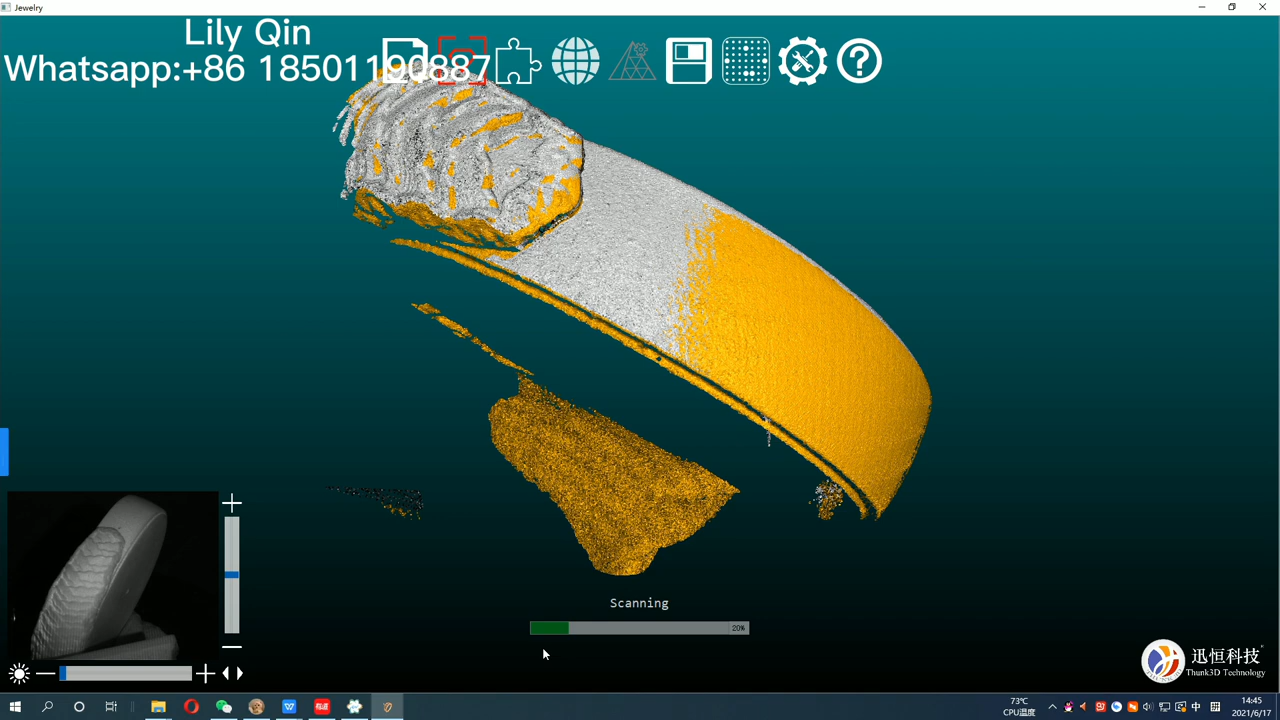 Jewelry
Lily Qin
Whatsapp:+86 18501190887
Scanning
20%
迅恒科技
Thunk3D Technology
73℃
CPU温度
中
14:45
2021/6/17